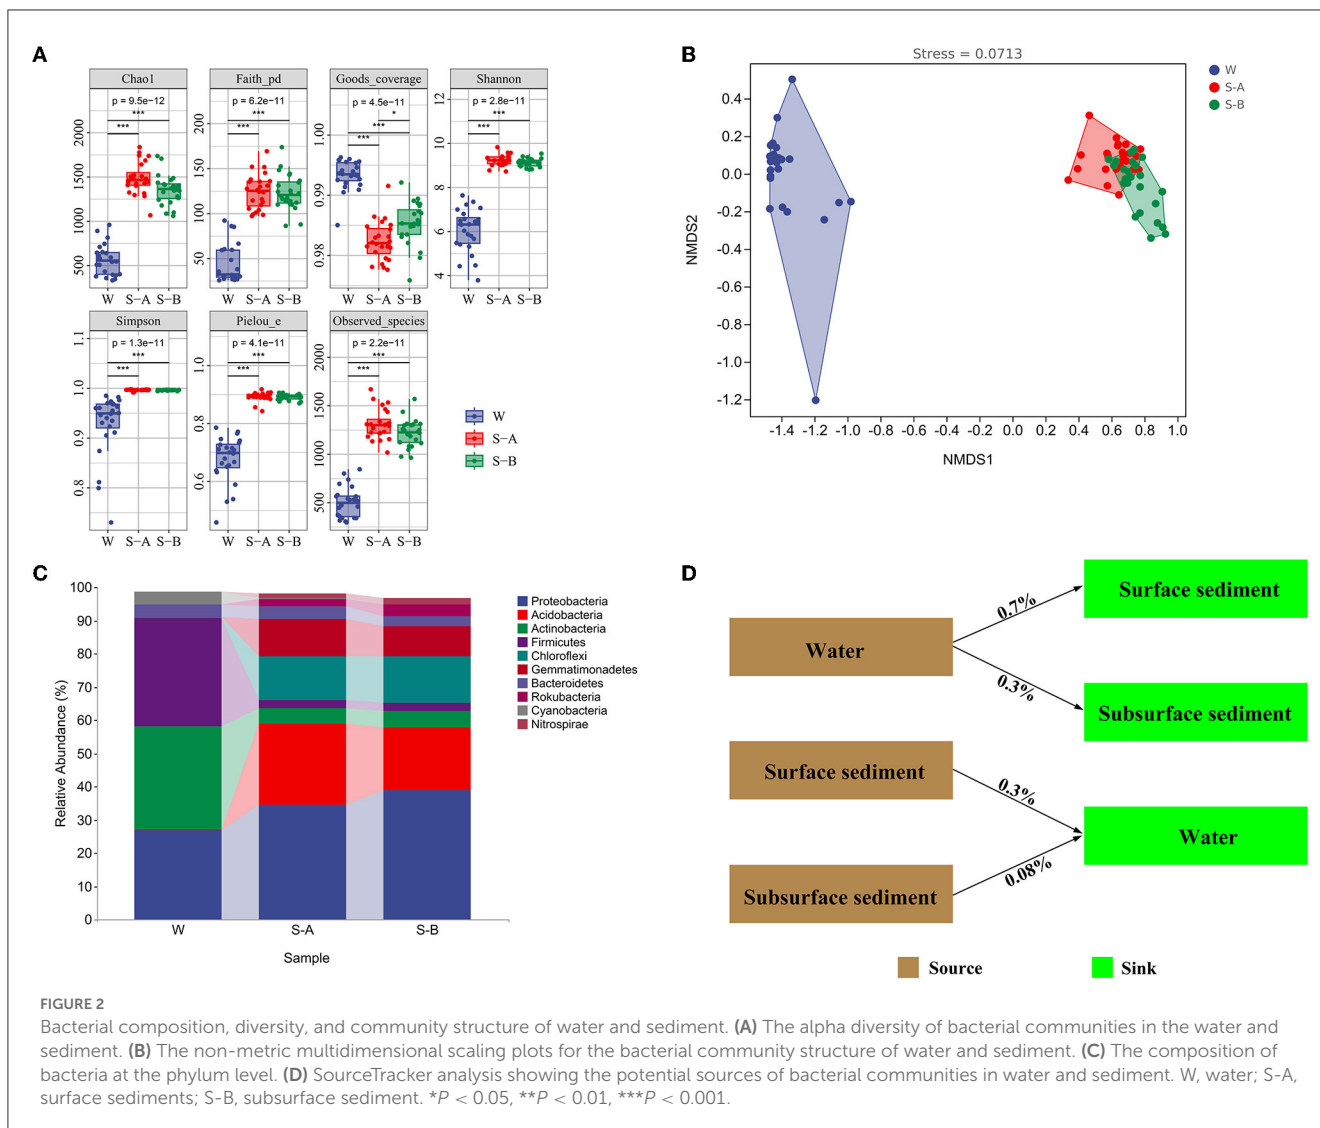 A
Chao1
Faith_pd
Goods_coverage
Shannon
p = 9.5e−12
p = 6.2e−11
p = 4.5e−11
p = 2.8e−11
***
***
***
***
***
*
***
***
***
***
2000
1500
1000
500
200
150
100
50
1.00
0.99
0.98
12
10
8
6
4
W S−A S−B
W S−A S−B
W S−A S−B
W S−A S−B
Simpson
Pielou_e
Observed_species
p = 1.3e−11
p = 4.1e−11
p = 2.2e−11
***
***
***
***
***
***
1.1
1.0
0.9
0.8
1.0
0.8
0.6
2000
1500
1000
500
W S−A S−B
W S−A S−B
W S−A S−B
W
S−A
S−B
B
Stress = 0.0713
NMDS2
0.4
0.2
0.0
-0.2
-0.4
-0.6
-0.8
-1.0
-1.2
-1.4 -1.2 -1.0 -0.8 -0.6 -0.4 -0.2 0.0 0.2 0.4 0.6 0.8 1.0
NMDS1
W
S-A
S-B
C
Relative Abundance (%)
100
90
80
70
60
50
40
30
20
10
0
W S-A S-B
Sample
Proteobacteria
Acidobacteria
Actinobacteria
Firmicutes
Chloroflexi
Gemmatimonadetes
Bacteroidetes
Rokubacteria
Cyanobacteria
Nitrospirae
D
Water
Surface sediment
Subsurface sediment
0.7%
0.3%
0.3%
0.08%
Surface sediment
Subsurface sediment
Water
Source
Sink
FIGURE 2
Bacterial composition, diversity, and community structure of water and sediment. (A) The alpha diversity of bacterial communities in the water and
sediment. (B) The non-metric multidimensional scaling plots for the bacterial community structure of water and sediment. (C) The composition of
bacteria at the phylum level. (D) SourceTracker analysis showing the potential sources of bacterial communities in water and sediment. W, water; S-A,
surface sediments; S-B, subsurface sediment. *P < 0.05, **P < 0.01, ***P < 0.001.